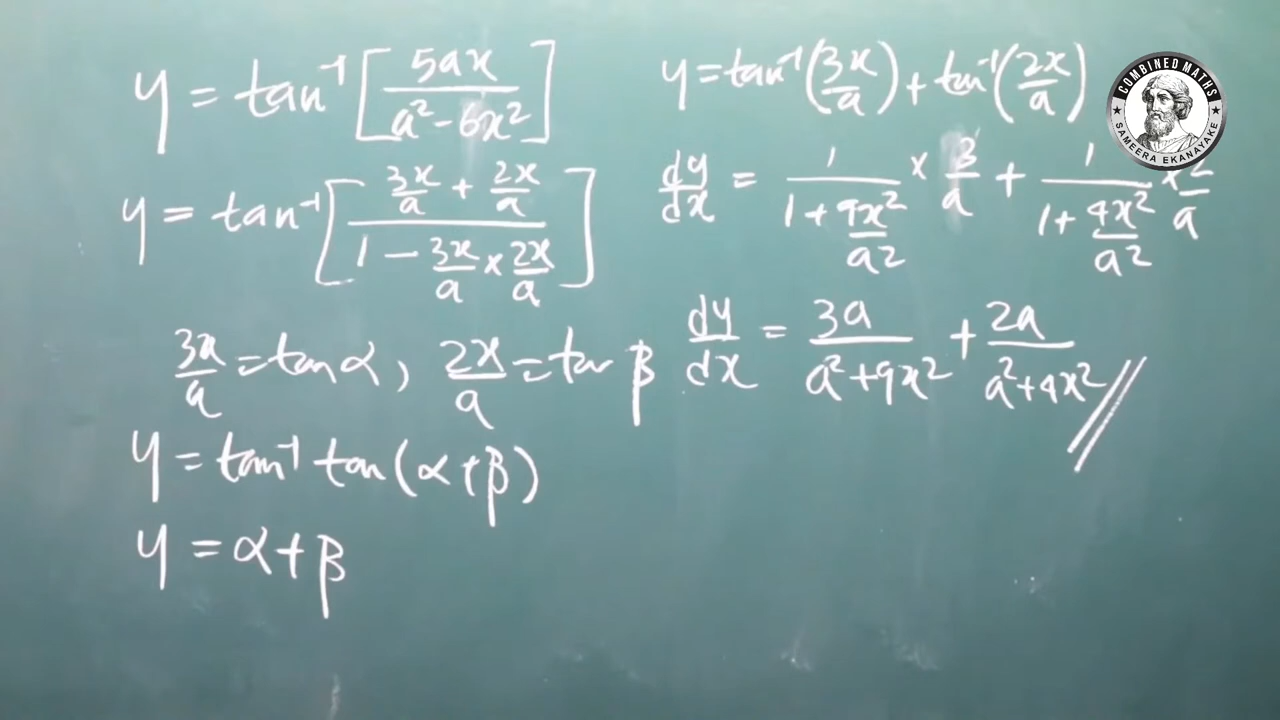 y = tan⁻¹[5ax / (a² - 6x²)]
y = tan⁻¹[(3x/a + 2x/a) / (1 - 3x/a × 2x/a)]
3x/a = tan α, 2x/a = tan β
y = tan⁻¹ tan(α + β)
y = α + β
y = tan⁻¹(3x/a) + tan⁻¹(2x/a)
dy/dx = 1/(1 + 9x²/a²) × 3/a + 1/(1 + 4x²/a²) × 2/a
dy/dx = 3a/(a² + 9x²) + 2a/(a² + 4x²) //
COMBINED MATHS
★ SAMEERA EKANAYAKE ★